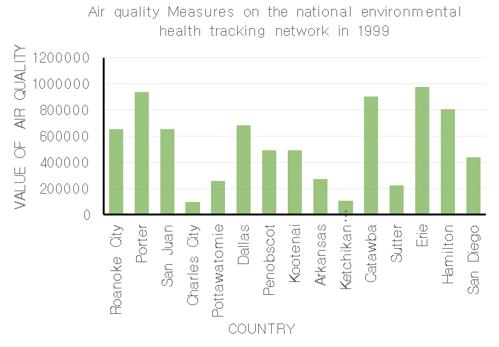 Air quality Measures on the national environmental
health tracking network in 1999
VALUE OF AIR QUALITY
1200000
1000000
800000
600000
400000
200000
0
Roanoke City
Porter
San Juan
Charles City
Pottawatomie
Dallas
Penobscot
Kootenai
Arkansas
Ketchikan…
Catawba
Sutter
Erie
Hamilton
San Diego
COUNTRY